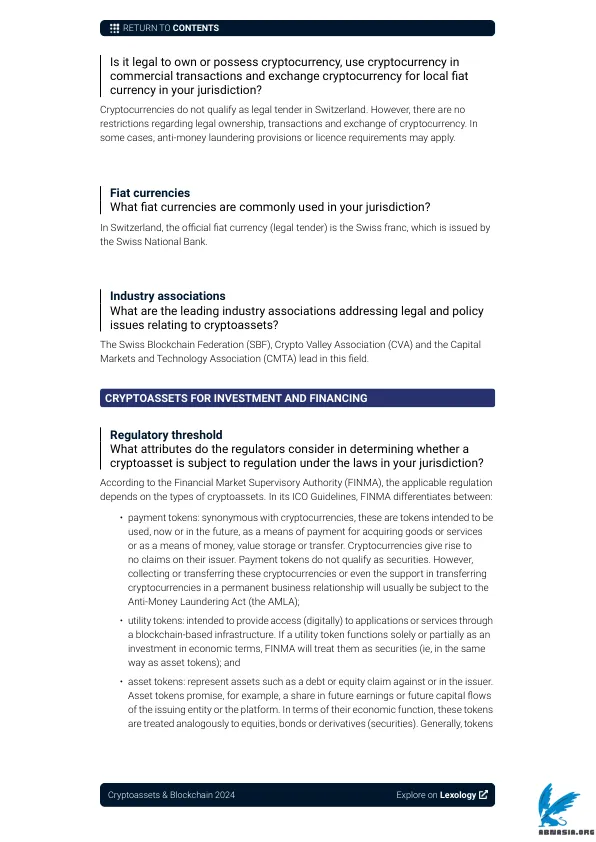 RETURN TO CONTENTS
Is it legal to own or possess cryptocurrency, use cryptocurrency in
commercial transactions and exchange cryptocurrency for local fiat
currency in your jurisdiction?
Cryptocurrencies do not qualify as legal tender in Switzerland. However, there are no
restrictions regarding legal ownership, transactions and exchange of cryptocurrency. In
some cases, anti-money laundering provisions or licence requirements may apply.
Fiat currencies
What fiat currencies are commonly used in your jurisdiction?
In Switzerland, the official fiat currency (legal tender) is the Swiss franc, which is issued by
the Swiss National Bank.
Industry associations
What are the leading industry associations addressing legal and policy
issues relating to cryptoassets?
The Swiss Blockchain Federation (SBF), Crypto Valley Association (CVA) and the Capital
Markets and Technology Association (CMTA) lead in this field.
CRYPTOASSETS FOR INVESTMENT AND FINANCING
Regulatory threshold
What attributes do the regulators consider in determining whether a
cryptoasset is subject to regulation under the laws in your jurisdiction?
According to the Financial Market Supervisory Authority (FINMA), the applicable regulation
depends on the types of cryptoassets. In its ICO Guidelines, FINMA differentiates between:
• payment tokens: synonymous with cryptocurrencies, these are tokens intended to be
used, now or in the future, as a means of payment for acquiring goods or services
or as a means of money, value storage or transfer. Cryptocurrencies give rise to
no claims on their issuer. Payment tokens do not qualify as securities. However,
collecting or transferring these cryptocurrencies or even the support in transferring
cryptocurrencies in a permanent business relationship will usually be subject to the
Anti-Money Laundering Act (the AMLA);
• utility tokens: intended to provide access (digitally) to applications or services through
a blockchain-based infrastructure. If a utility token functions solely or partially as an
investment in economic terms, FINMA will treat them as securities (ie, in the same
way as asset tokens); and
• asset tokens: represent assets such as a debt or equity claim against or in the issuer.
Asset tokens promise, for example, a share in future earnings or future capital flows
of the issuing entity or the platform. In terms of their economic function, these tokens
are treated analogously to equities, bonds or derivatives (securities). Generally, tokens
Cryptoassets & Blockchain 2024
Explore on Lexology
ABNASIA.ORG